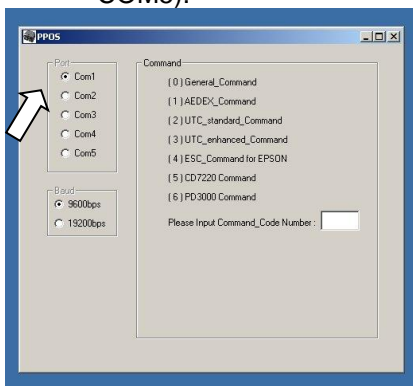 COM3).
PPOS
Port
Com1
Com2
Com3
Com4
Com5
Baud
9600bps
19200bps
Command
( 0 ) General_Command
( 1 ) AEDEX_Command
( 2 ) UTC_standard_Command
( 3 ) UTC_enhanced_Command
( 4 ) ESC_Command for EPSON
( 5 ) CD7220 Command
( 6 ) PD3000 Command
Please Input Command_Code Number :